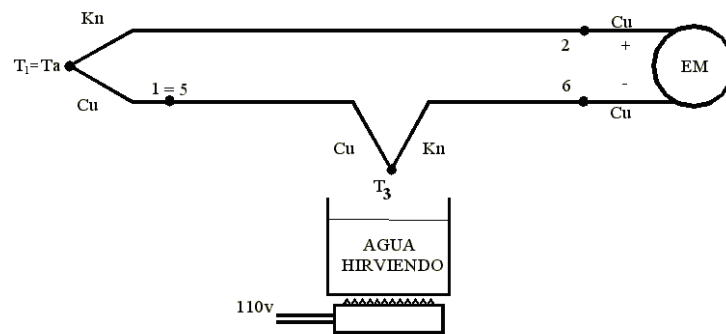 Kn
Cu
2
+
T₁=Ta
EM
1 = 5
6
-
Cu
Cu
Cu
Kn
T₃
AGUA
HIRVIENDO
110v